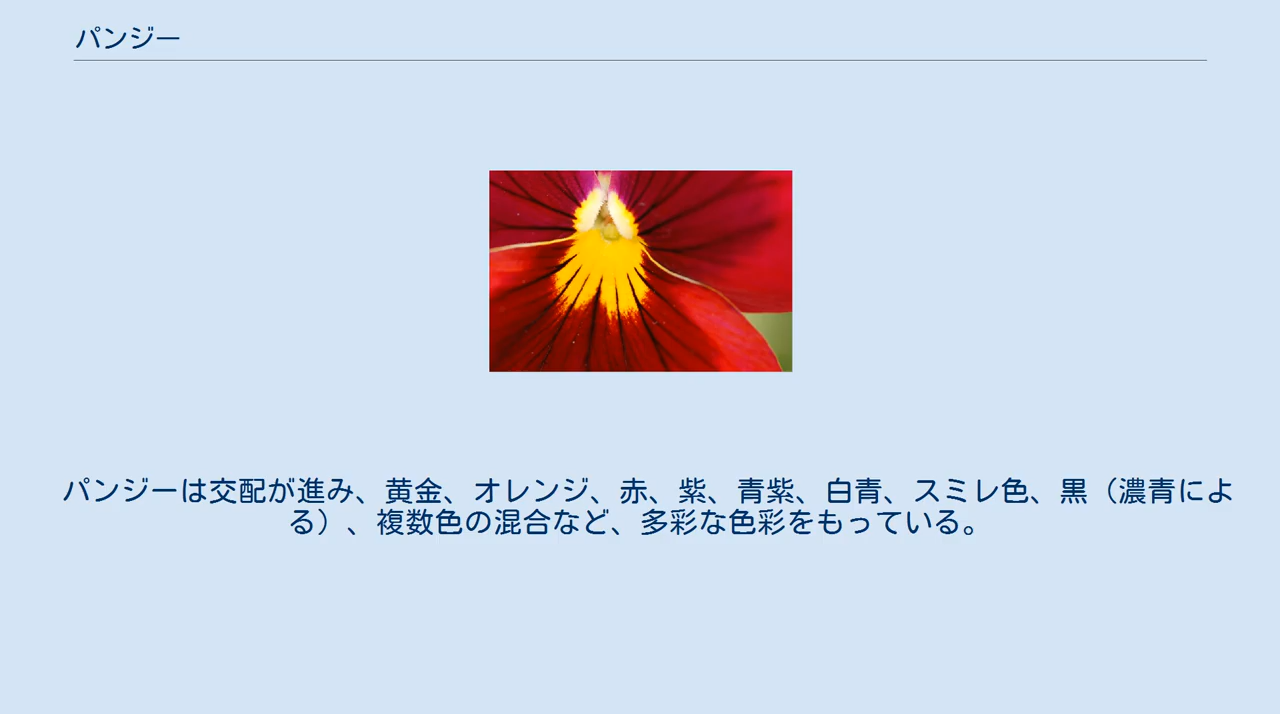 パンジー
パンジーは交配が進み、黄金、オレンジ、赤、紫、青紫、白青、スミレ色、黒（濃青によ
る）、複数色の混合など、多彩な色彩をもっている。